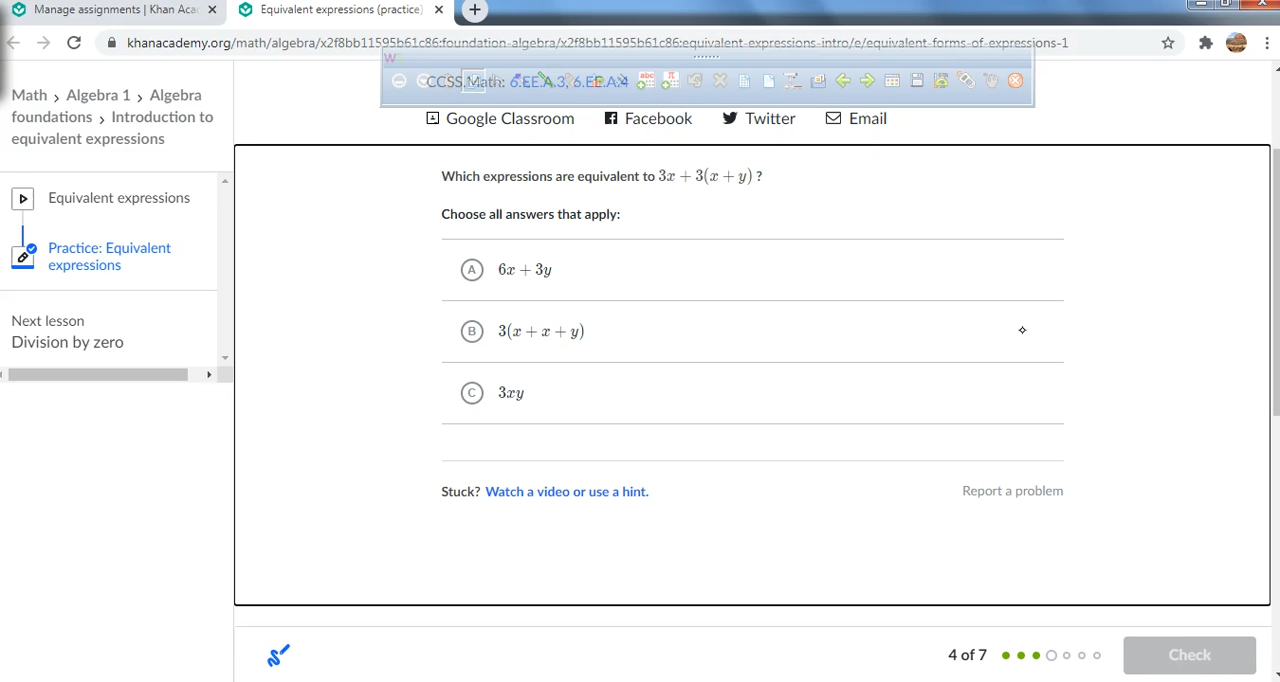 Manage assignments | Khan Aca
Equivalent expressions (practice)
khanacademy.org/math/algebra/x2f8bb11595b61c86:foundation-algebra/x2f8bb11595b61c86:equivalent-expressions-intro/e/equivalent-forms-of-expressions-1
CCSS.Math: 6.EE.A.3, 6.EE.A.4
Math › Algebra 1 › Algebra
foundations › Introduction to
equivalent expressions
Google Classroom Facebook Twitter Email
Equivalent expressions
Practice: Equivalent
expressions
Next lesson
Division by zero
Which expressions are equivalent to 3x + 3(x + y) ?
Choose all answers that apply:
A 6x + 3y
B 3(x + x + y)
C 3xy
Stuck? Watch a video or use a hint.
Report a problem
4 of 7
Check